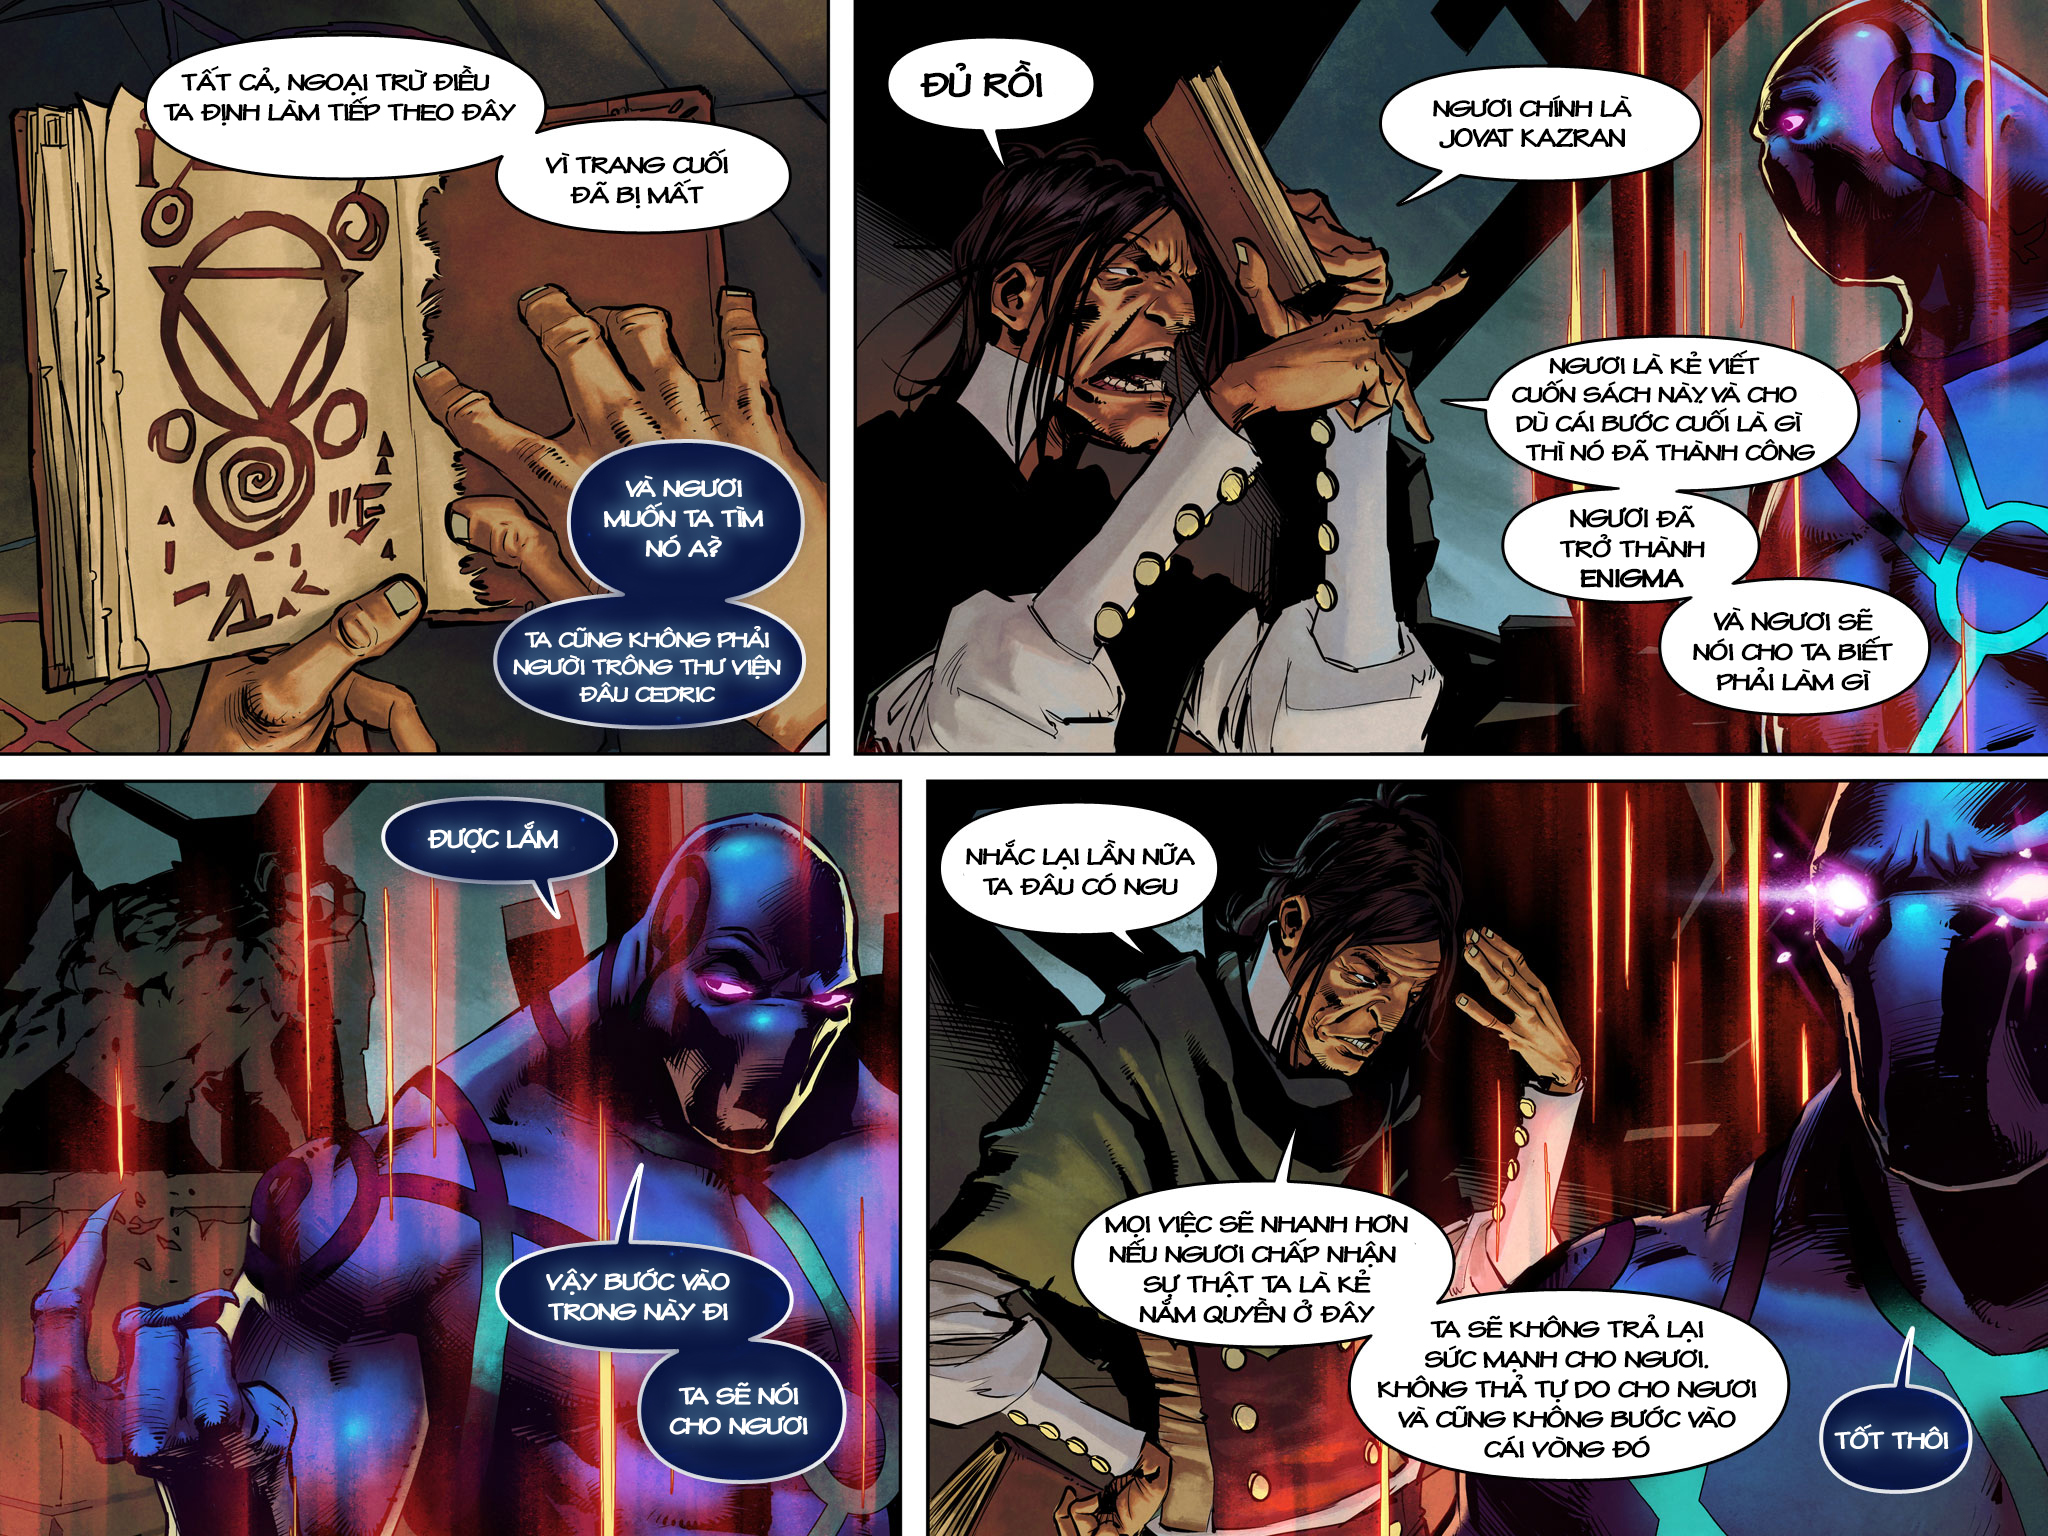 TẤT CẢ, NGOẠI TRỪ ĐIỀU
TA ĐỊNH LÀM TIẾP THEO ĐÂY
VÌ TRANG CUỐI
ĐÃ BỊ MẤT
VÀ NGƯƠI
MUỐN TA TÌM
NÓ A?
TA CŨNG KHÔNG PHẢI
NGƯỜI TRÔNG THƯ VIỆN
ĐÂU CEDRIC
ĐỦ RỒI
NGƯƠI CHÍNH LÀ
JOVAT KAZRAN
NGƯƠI LÀ KẺ VIẾT
CUỐN SÁCH NÀY. VÀ CHO
DÙ CÁI BƯỚC CUỐI LÀ GÌ
THÌ NÓ ĐÃ THÀNH CÔNG
NGƯƠI ĐÃ
TRỞ THÀNH
ENIGMA
VÀ NGƯƠI SẼ
NÓI CHO TA BIẾT
PHẢI LÀM GÌ
ĐƯỢC LẮM
VẬY BƯỚC VÀO
TRONG NÀY ĐI
TA SẼ NÓI
CHO NGƯƠI
NHẮC LẠI LẦN NỮA
TA ĐÂU CÓ NGU
MỌI VIỆC SẼ NHANH HƠN
NẾU NGƯƠI CHẤP NHẬN
SỰ THẬT TA LÀ KẺ
NẮM QUYỀN Ở ĐÂY
TA SẼ KHÔNG TRẢ LẠI
SỨC MẠNH CHO NGƯƠI.
KHÔNG THẢ TỰ DO CHO NGƯƠI
VÀ CŨNG KHÔNG BƯỚC VÀO
CÁI VÒNG ĐÓ
TỐT THÔI